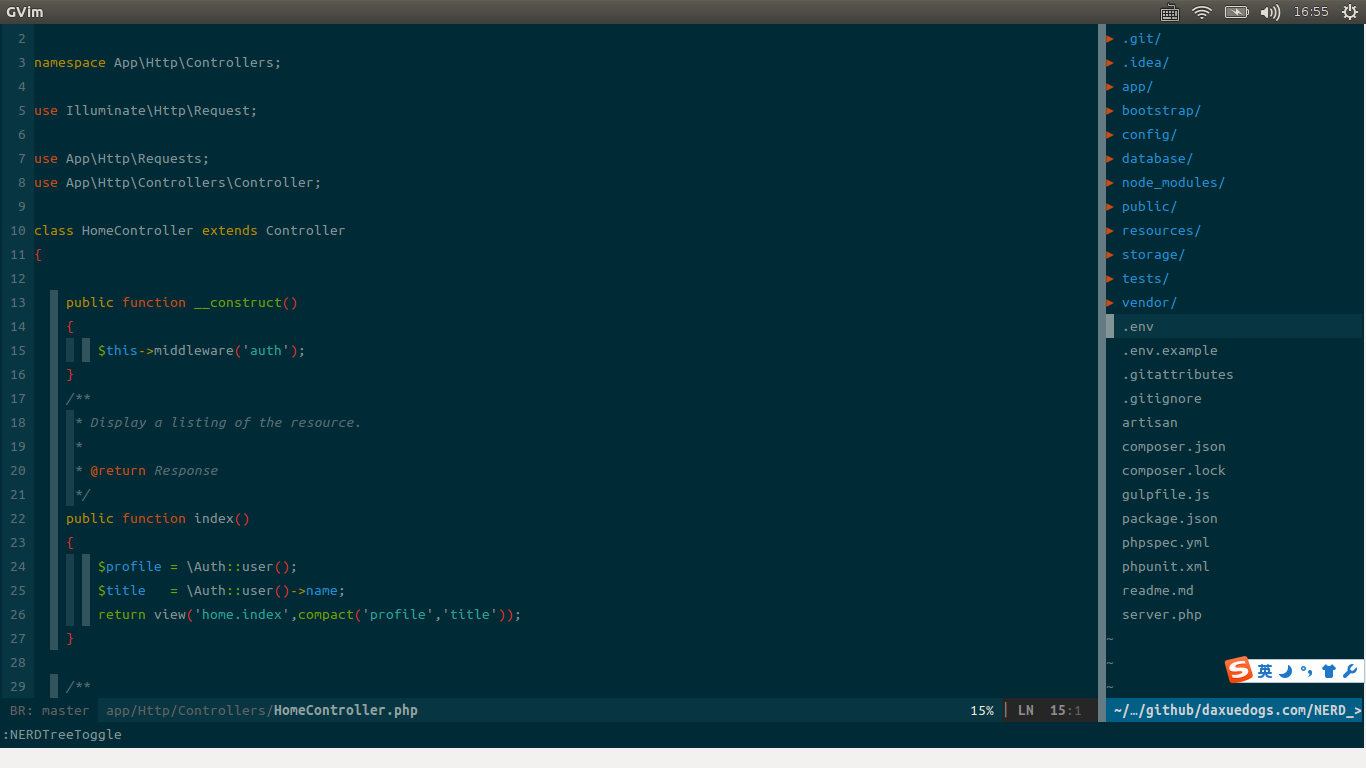 GVim
16:55
2
3 namespace App\Http\Controllers;
4
5 use Illuminate\Http\Request;
6
7 use App\Http\Requests;
8 use App\Http\Controllers\Controller;
9
10 class HomeController extends Controller
11 {
12
13     public function __construct()
14     {
15         $this->middleware('auth');
16     }
17     /**
18      * Display a listing of the resource.
19      *
20      * @return Response
21      */
22     public function index()
23     {
24         $profile = \Auth::user();
25         $title   = \Auth::user()->name;
26         return view('home.index',compact('profile','title'));
27     }
28
29     /**
BR: master app/Http/Controllers/HomeController.php 15% LN 15:1
:NERDTreeToggle
▶ .git/
▶ .idea/
▶ app/
▶ bootstrap/
▶ config/
▶ database/
▶ node_modules/
▶ public/
▶ resources/
▶ storage/
▶ tests/
▶ vendor/
.env
.env.example
.gitattributes
.gitignore
artisan
composer.json
composer.lock
gulpfile.js
package.json
phpspec.yml
phpunit.xml
readme.md
server.php
~
~
~
S 英
~/…/github/daxuedogs.com/NERD_>